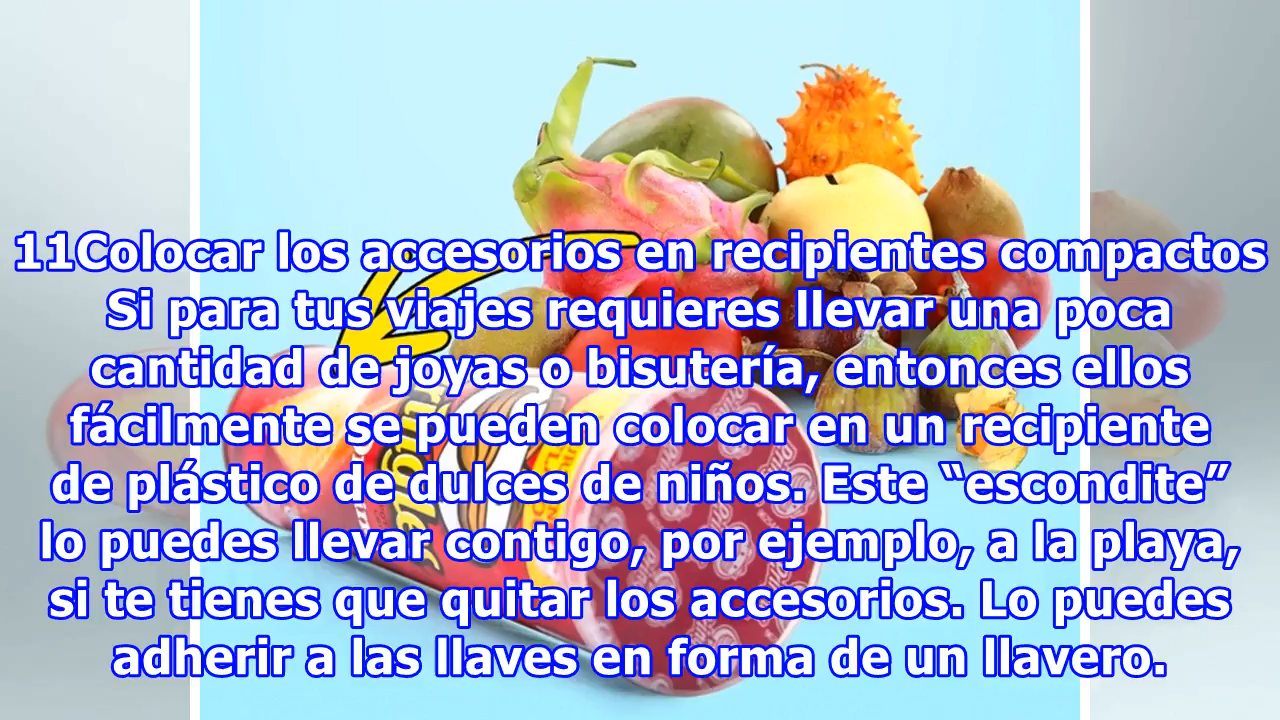 11Colocar los accesorios en recipientes compactos
Si para tus viajes requieres llevar una poca
cantidad de joyas o bisutería, entonces ellos
fácilmente se pueden colocar en un recipiente
de plástico de dulces de niños. Este “escondite”
lo puedes llevar contigo, por ejemplo, a la playa,
si te tienes que quitar los accesorios. Lo puedes
adherir a las llaves en forma de un llavero.